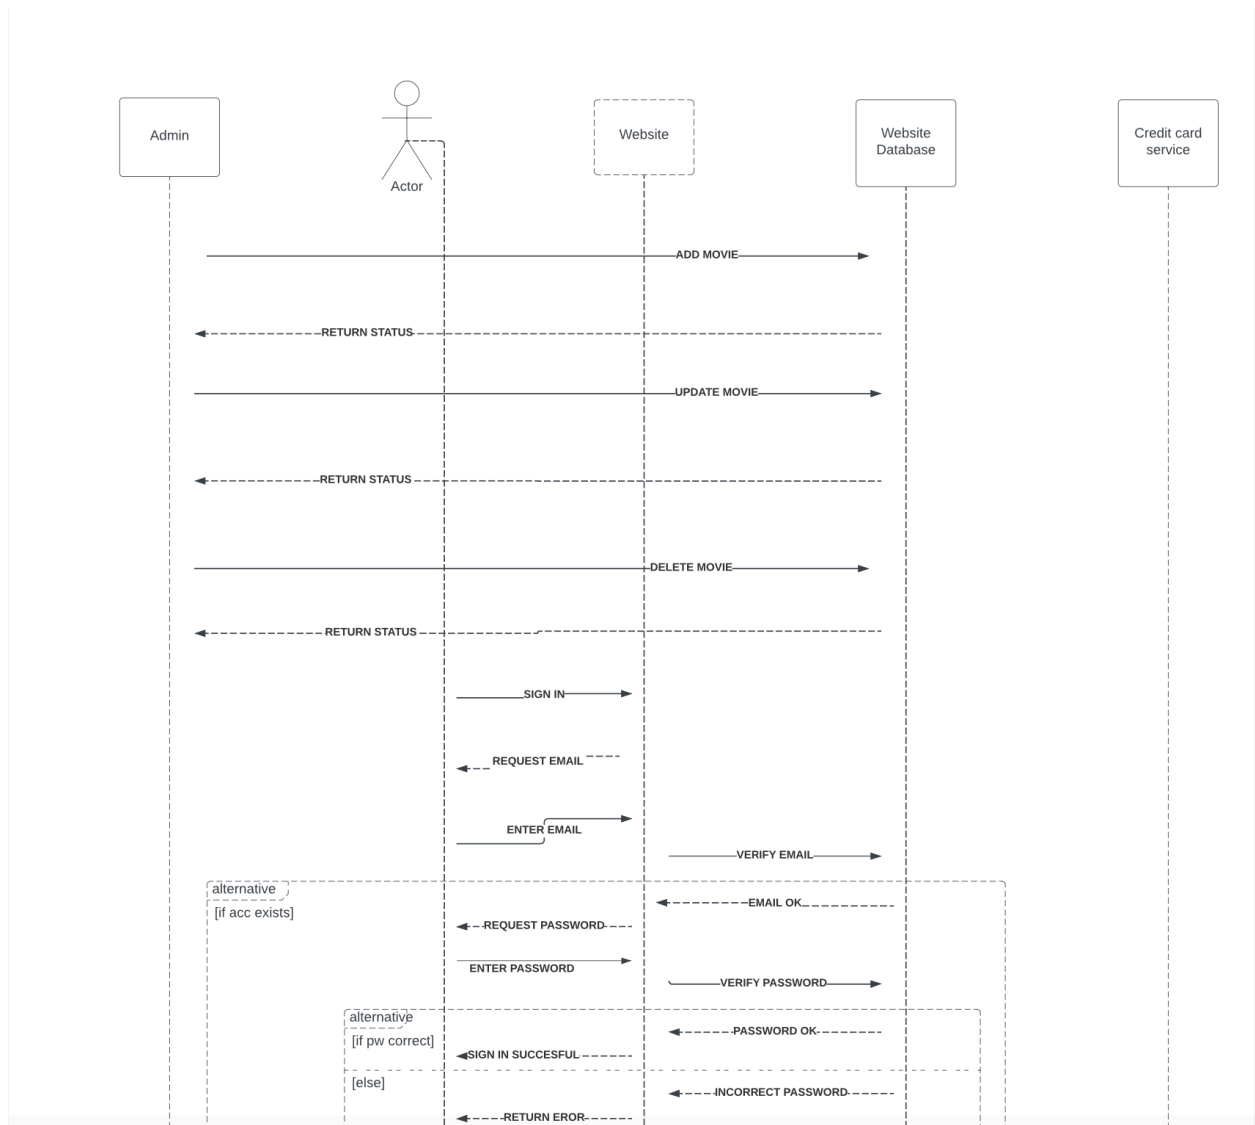 Admin
Actor
Website
Website
Database
Credit card
service
ADD MOVIE
RETURN STATUS
UPDATE MOVIE
RETURN STATUS
DELETE MOVIE
RETURN STATUS
SIGN IN
REQUEST EMAIL
ENTER EMAIL
VERIFY EMAIL
alternative
[if acc exists]
EMAIL OK
REQUEST PASSWORD
ENTER PASSWORD
VERIFY PASSWORD
alternative
[if pw correct]
PASSWORD OK
SIGN IN SUCCESFUL
[else]
INCORRECT PASSWORD
RETURN EROR